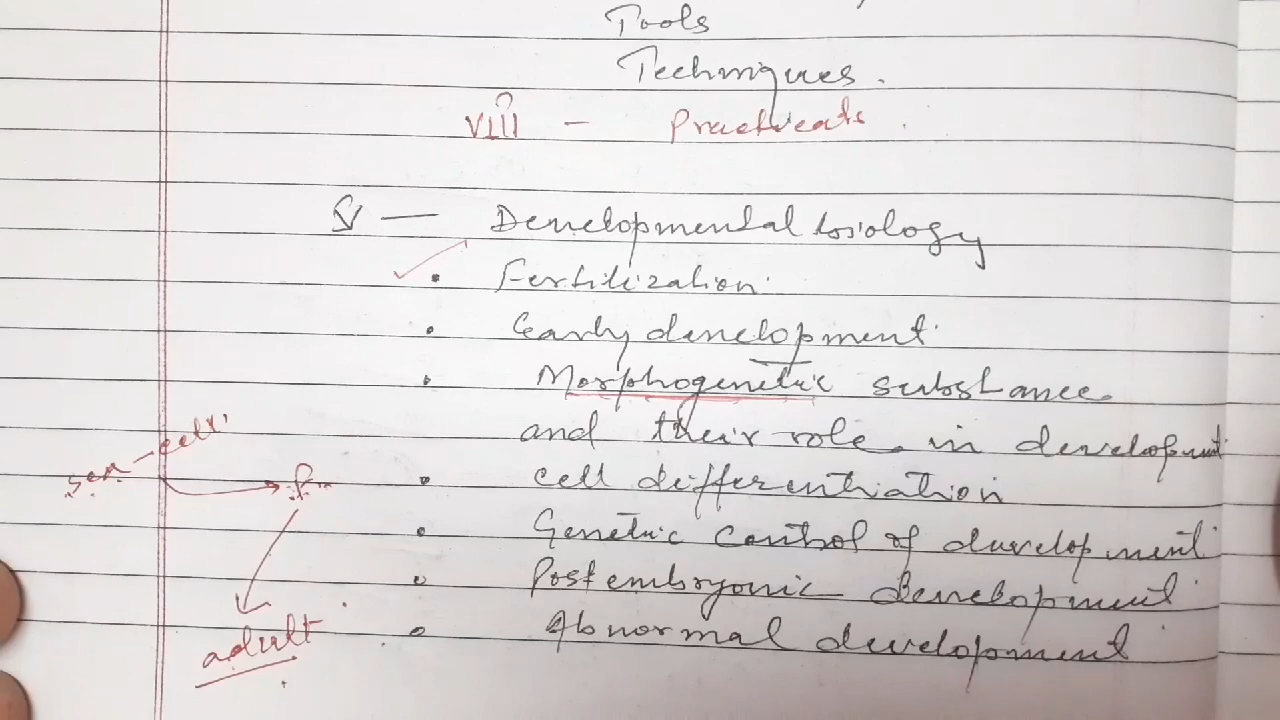 Tools
Techniques.
VIII - Practicals.
V — Developmental biology
• Fertilization.
• Early development.
• Morphogenetic substance
and their role in development
sex-cell
f
• cell differentiation
• Genetic Control of development
• Post embryonic Development
• Abnormal development
adult